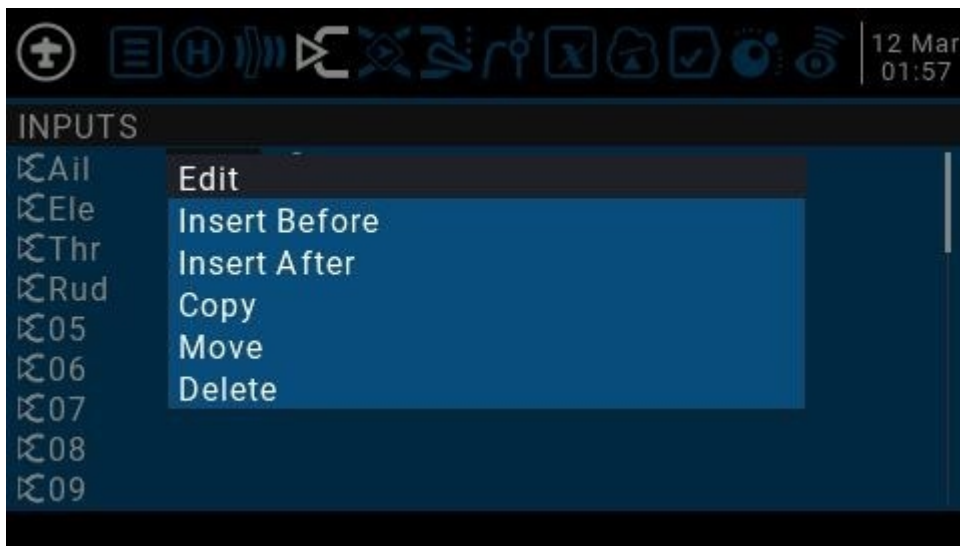 12 Mar
01:57
INPUTS
Ail
Ele
Thr
Rud
05
06
07
08
09
Edit
Insert Before
Insert After
Copy
Move
Delete